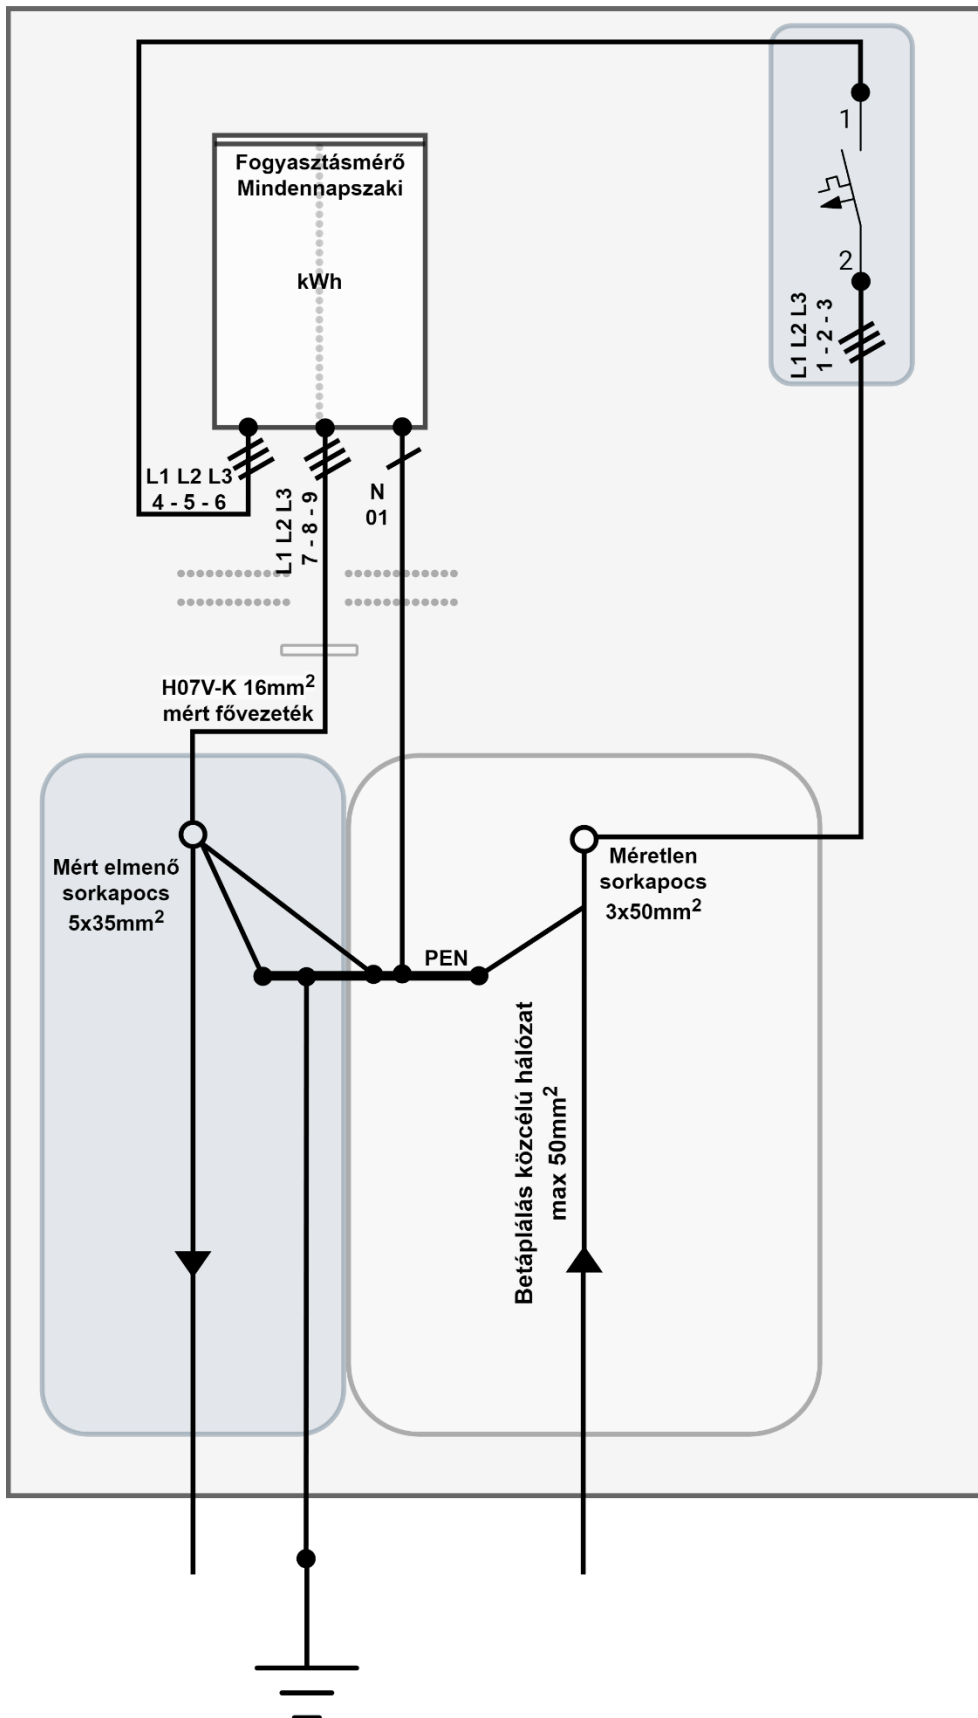 Fogyasztásmérő
Mindennapszaki
kWh
1
2
L1 L2 L3
1 - 2 - 3
L1 L2 L3
4 - 5 - 6
L1 L2 L3
7 - 8 - 9
N
01
H07V-K 16mm²
mért fővezeték
Mért elmenő
sorkapocs
5x35mm²
Méretlen
sorkapocs
3x50mm²
PEN
Betáplálás közcélú hálózat
max 50mm²